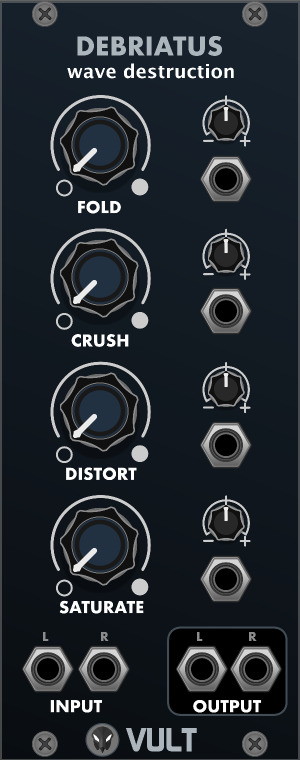 DEBRIATUS
wave destruction
FOLD
- +
CRUSH
- +
DISTORT
- +
SATURATE
- +
L R L R
INPUT OUTPUT
VULT